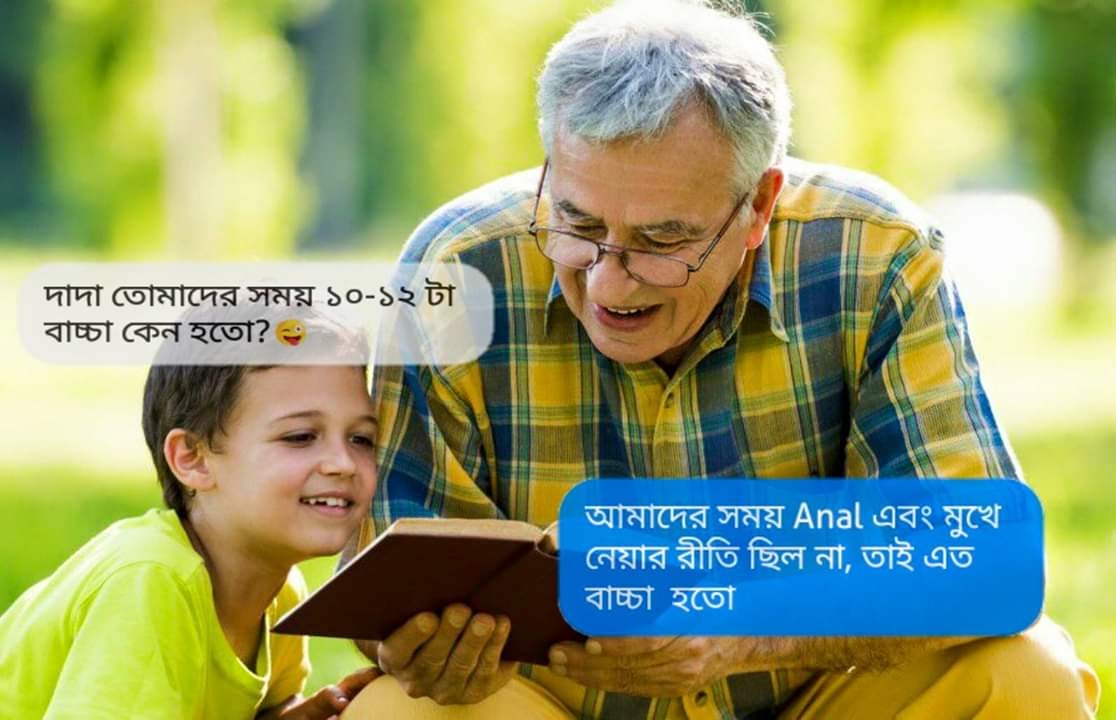 দাদা তোমাদের সময় ১০-১২ টা
বাচ্চা কেন হতো?😜
আমাদের সময় Anal এবং মুখে
নেয়ার রীতি ছিল না, তাই এত
বাচ্চা হতো